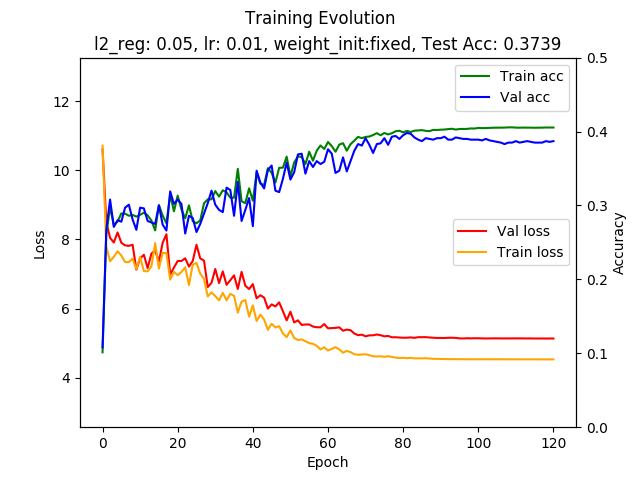 Training Evolution
l2_reg: 0.05, lr: 0.01, weight_init:fixed, Test Acc: 0.3739
Train acc
Val acc
Val loss
Train loss
Loss
12
10
8
6
4
Accuracy
0.5
0.4
0.3
0.2
0.1
0.0
0 20 40 60 80 100 120
Epoch